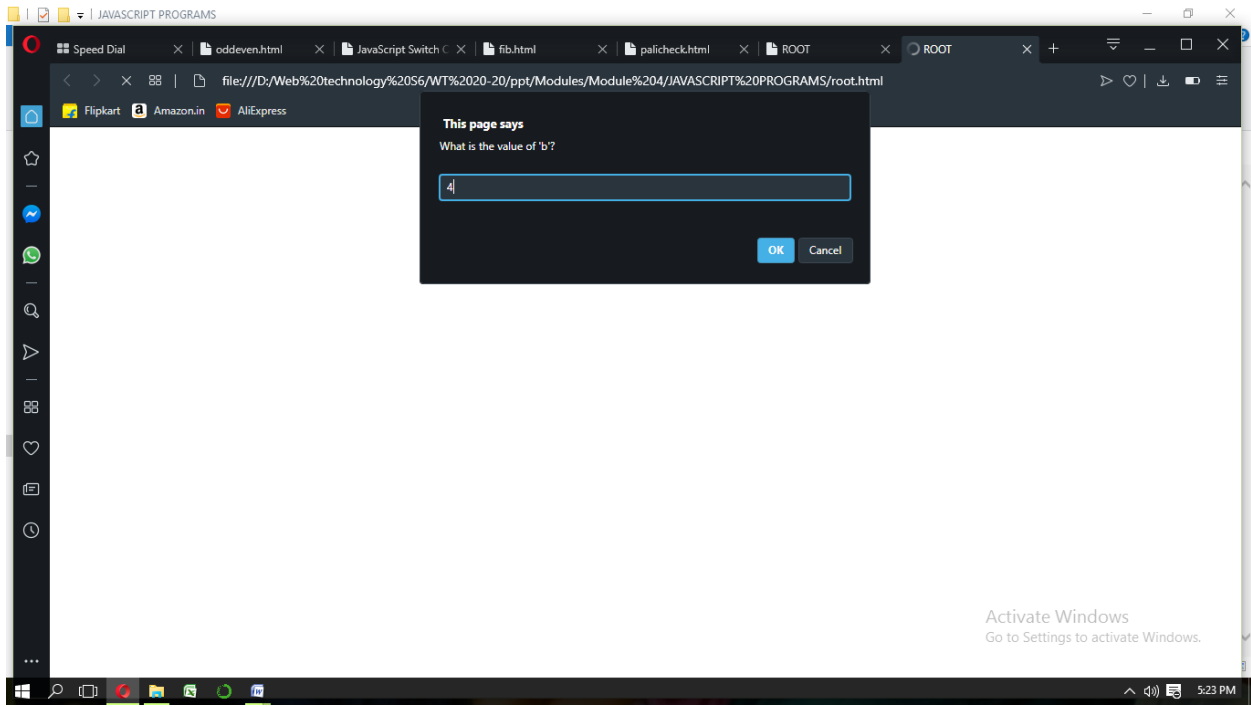 JAVASCRIPT PROGRAMS
Speed Dial oddeven.html JavaScript Switch C fib.html palicheck.html ROOT ROOT
file:///D:/Web%20technology%20S6/WT%2020-20/ppt/Modules/Module%204/JAVASCRIPT%20PROGRAMS/root.html
Flipkart a Amazon.in AliExpress
This page says
What is the value of 'b'?
4
OK Cancel
Activate Windows
Go to Settings to activate Windows.
5:23 PM